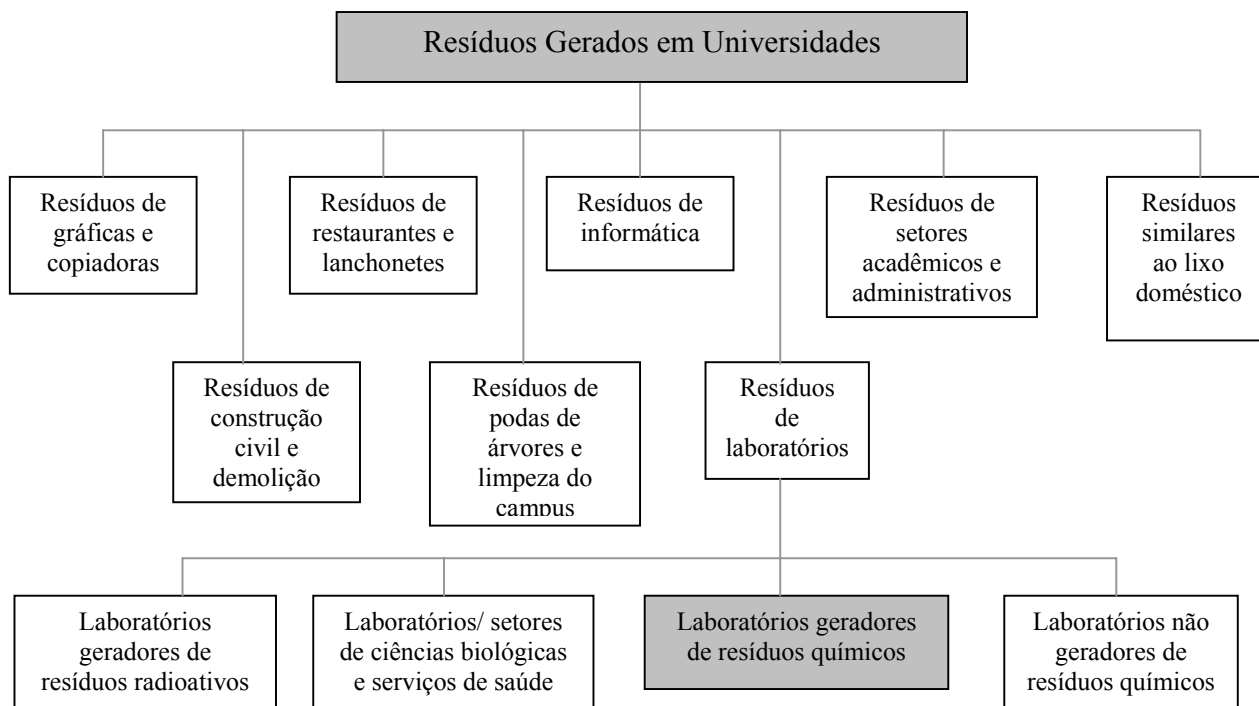 Resíduos Gerados em Universidades
Resíduos de
gráficas e
copiadoras
Resíduos de
restaurantes e
lanchonetes
Resíduos de
informática
Resíduos de
setores
acadêmicos e
administrativos
Resíduos
similares
ao lixo
doméstico
Resíduos de
construção
civil e
demolição
Resíduos de
podas de
árvores e
limpeza do
campus
Resíduos
de
laboratórios
Laboratórios
geradores de
resíduos radioativos
Laboratórios/ setores
de ciências biológicas
e serviços de saúde
Laboratórios geradores
de resíduos químicos
Laboratórios não
geradores de
resíduos químicos